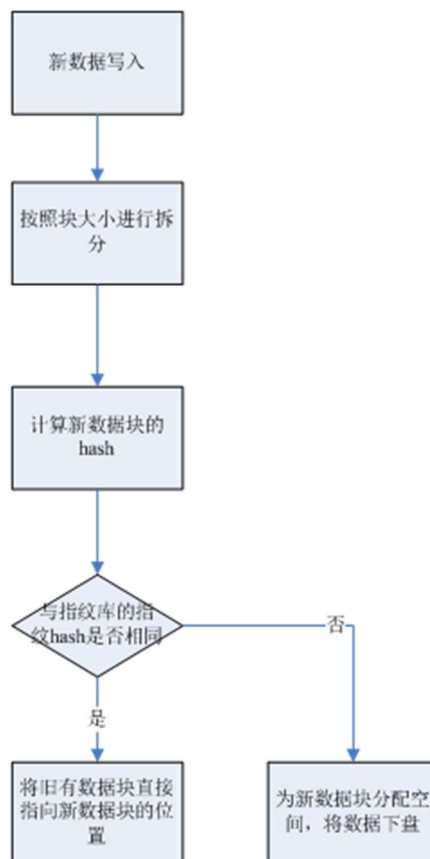 新数据写入
按照块大小进行拆
分
计算新数据块的
hash
与指纹库的指
纹hash是否相同
否
是
将旧有数据块直接
指向新数据块的位
置
为新数据块分配空
间，将数据下盘